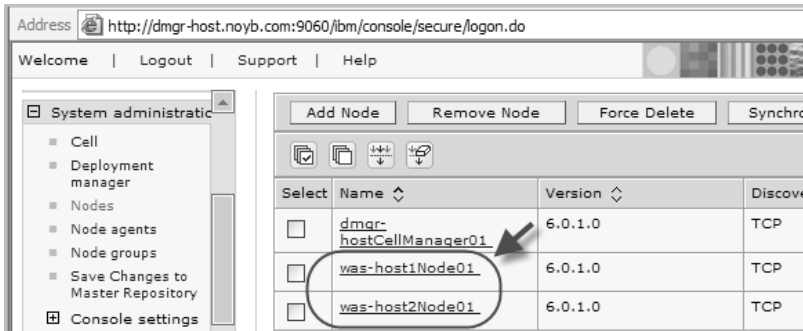 Address http://dmgr-host.noyb.com:9060/ibm/console/secure/logon.do
Welcome | Logout | Support | Help
System administratic
Cell
Deployment
manager
Nodes
Node agents
Node groups
Save Changes to
Master Repository
Console settings
Add Node Remove Node Force Delete Synchro
Select Name Version Discove
dmgr-
hostCellManager01 6.0.1.0 TCP
was-host1Node01 6.0.1.0 TCP
was-host2Node01 6.0.1.0 TCP